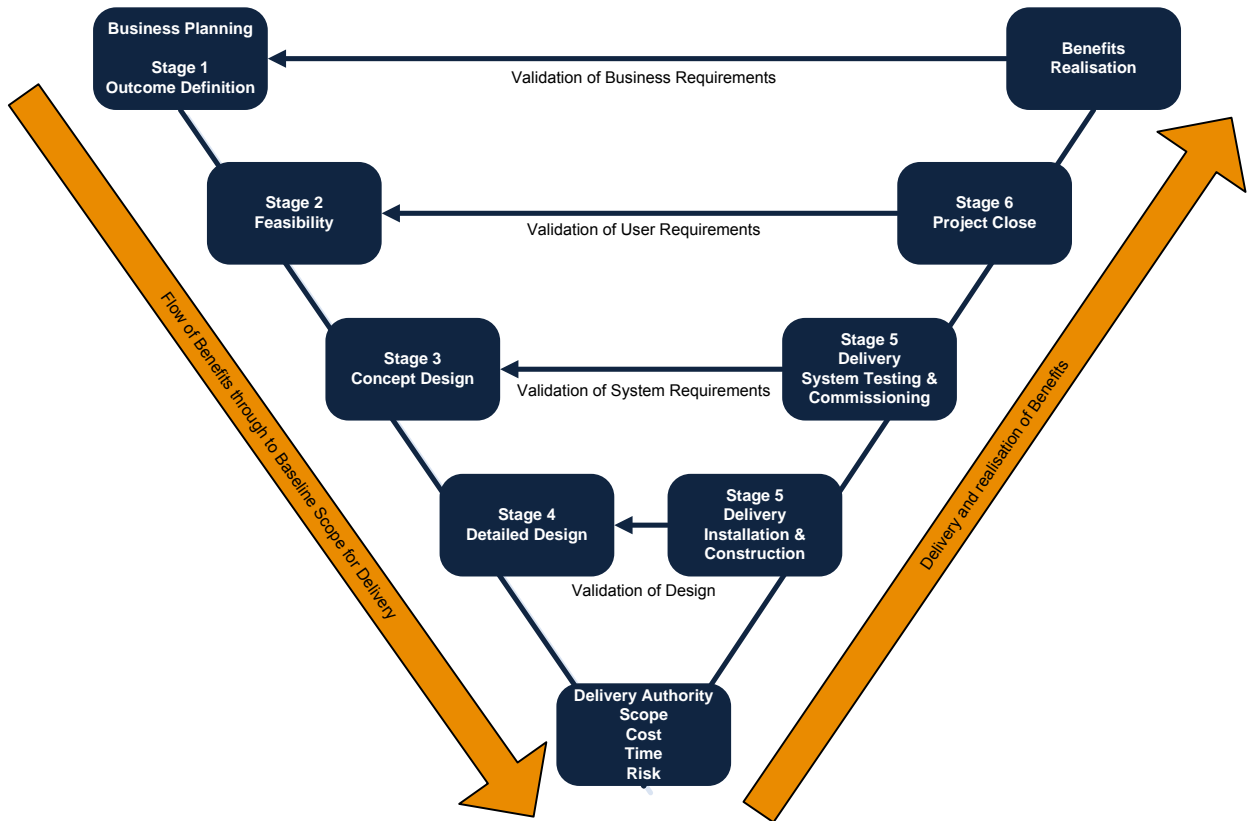 Business Planning
Stage 1
Outcome Definition
Benefits
Realisation
Validation of Business Requirements
Stage 2
Feasibility
Stage 6
Project Close
Validation of User Requirements
Stage 3
Concept Design
Stage 5
Delivery
System Testing &
Commissioning
Validation of System Requirements
Stage 4
Detailed Design
Stage 5
Delivery
Installation &
Construction
Validation of Design
Delivery Authority
Scope
Cost
Time
Risk
Flow of Benefits through to Baseline Scope for Delivery
Delivery and realisation of Benefits